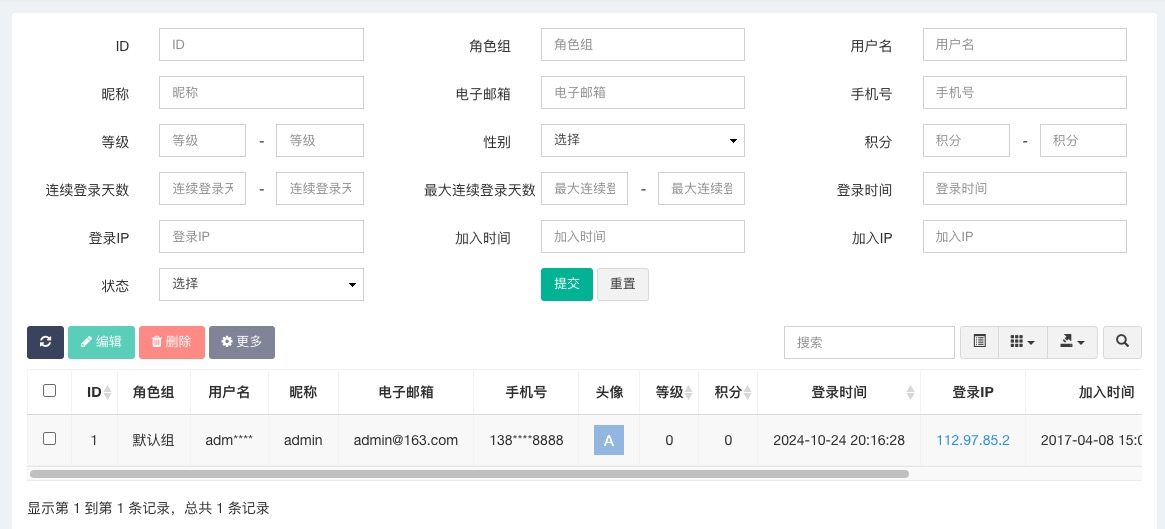 ID ID 角色组 角色组 用户名 用户名
昵称 昵称 电子邮箱 电子邮箱 手机号 手机号
等级 等级 - 等级 性别 选择 积分 积分 - 积分
连续登录天数 连续登录天 - 连续登录天 最大连续登录天数 最大连续登 - 最大连续登 登录时间 登录时间
登录IP 登录IP 加入时间 加入时间 加入IP 加入IP
状态 选择 提交 重置
编辑 删除 更多 搜索
ID 角色组 用户名 昵称 电子邮箱 手机号 头像 等级 积分 登录时间 登录IP 加入时间
1 默认组 adm**** admin admin@163.com 138****8888 A 0 0 2024-10-24 20:16:28 112.97.85.2 2017-04-08 15:0
显示第 1 到第 1 条记录，总共 1 条记录